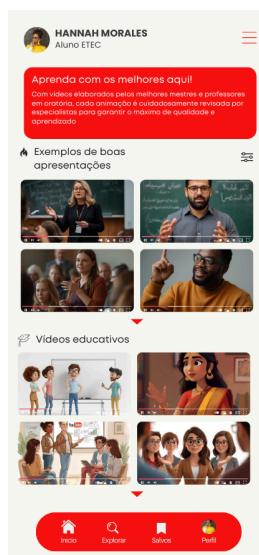 HANNAH MORALES
Aluno ETEC
Aprenda com os melhores aqui!
Com vídeos elaborados pelos melhores mestres e professores
em oratória, cada animação é cuidadosamente revisada por
especialistas para garantir o máximo de qualidade e
aprendizado
Exemplos de boas
apresentações
Vídeos educativos
Início
Explorar
Salvos
Perfil